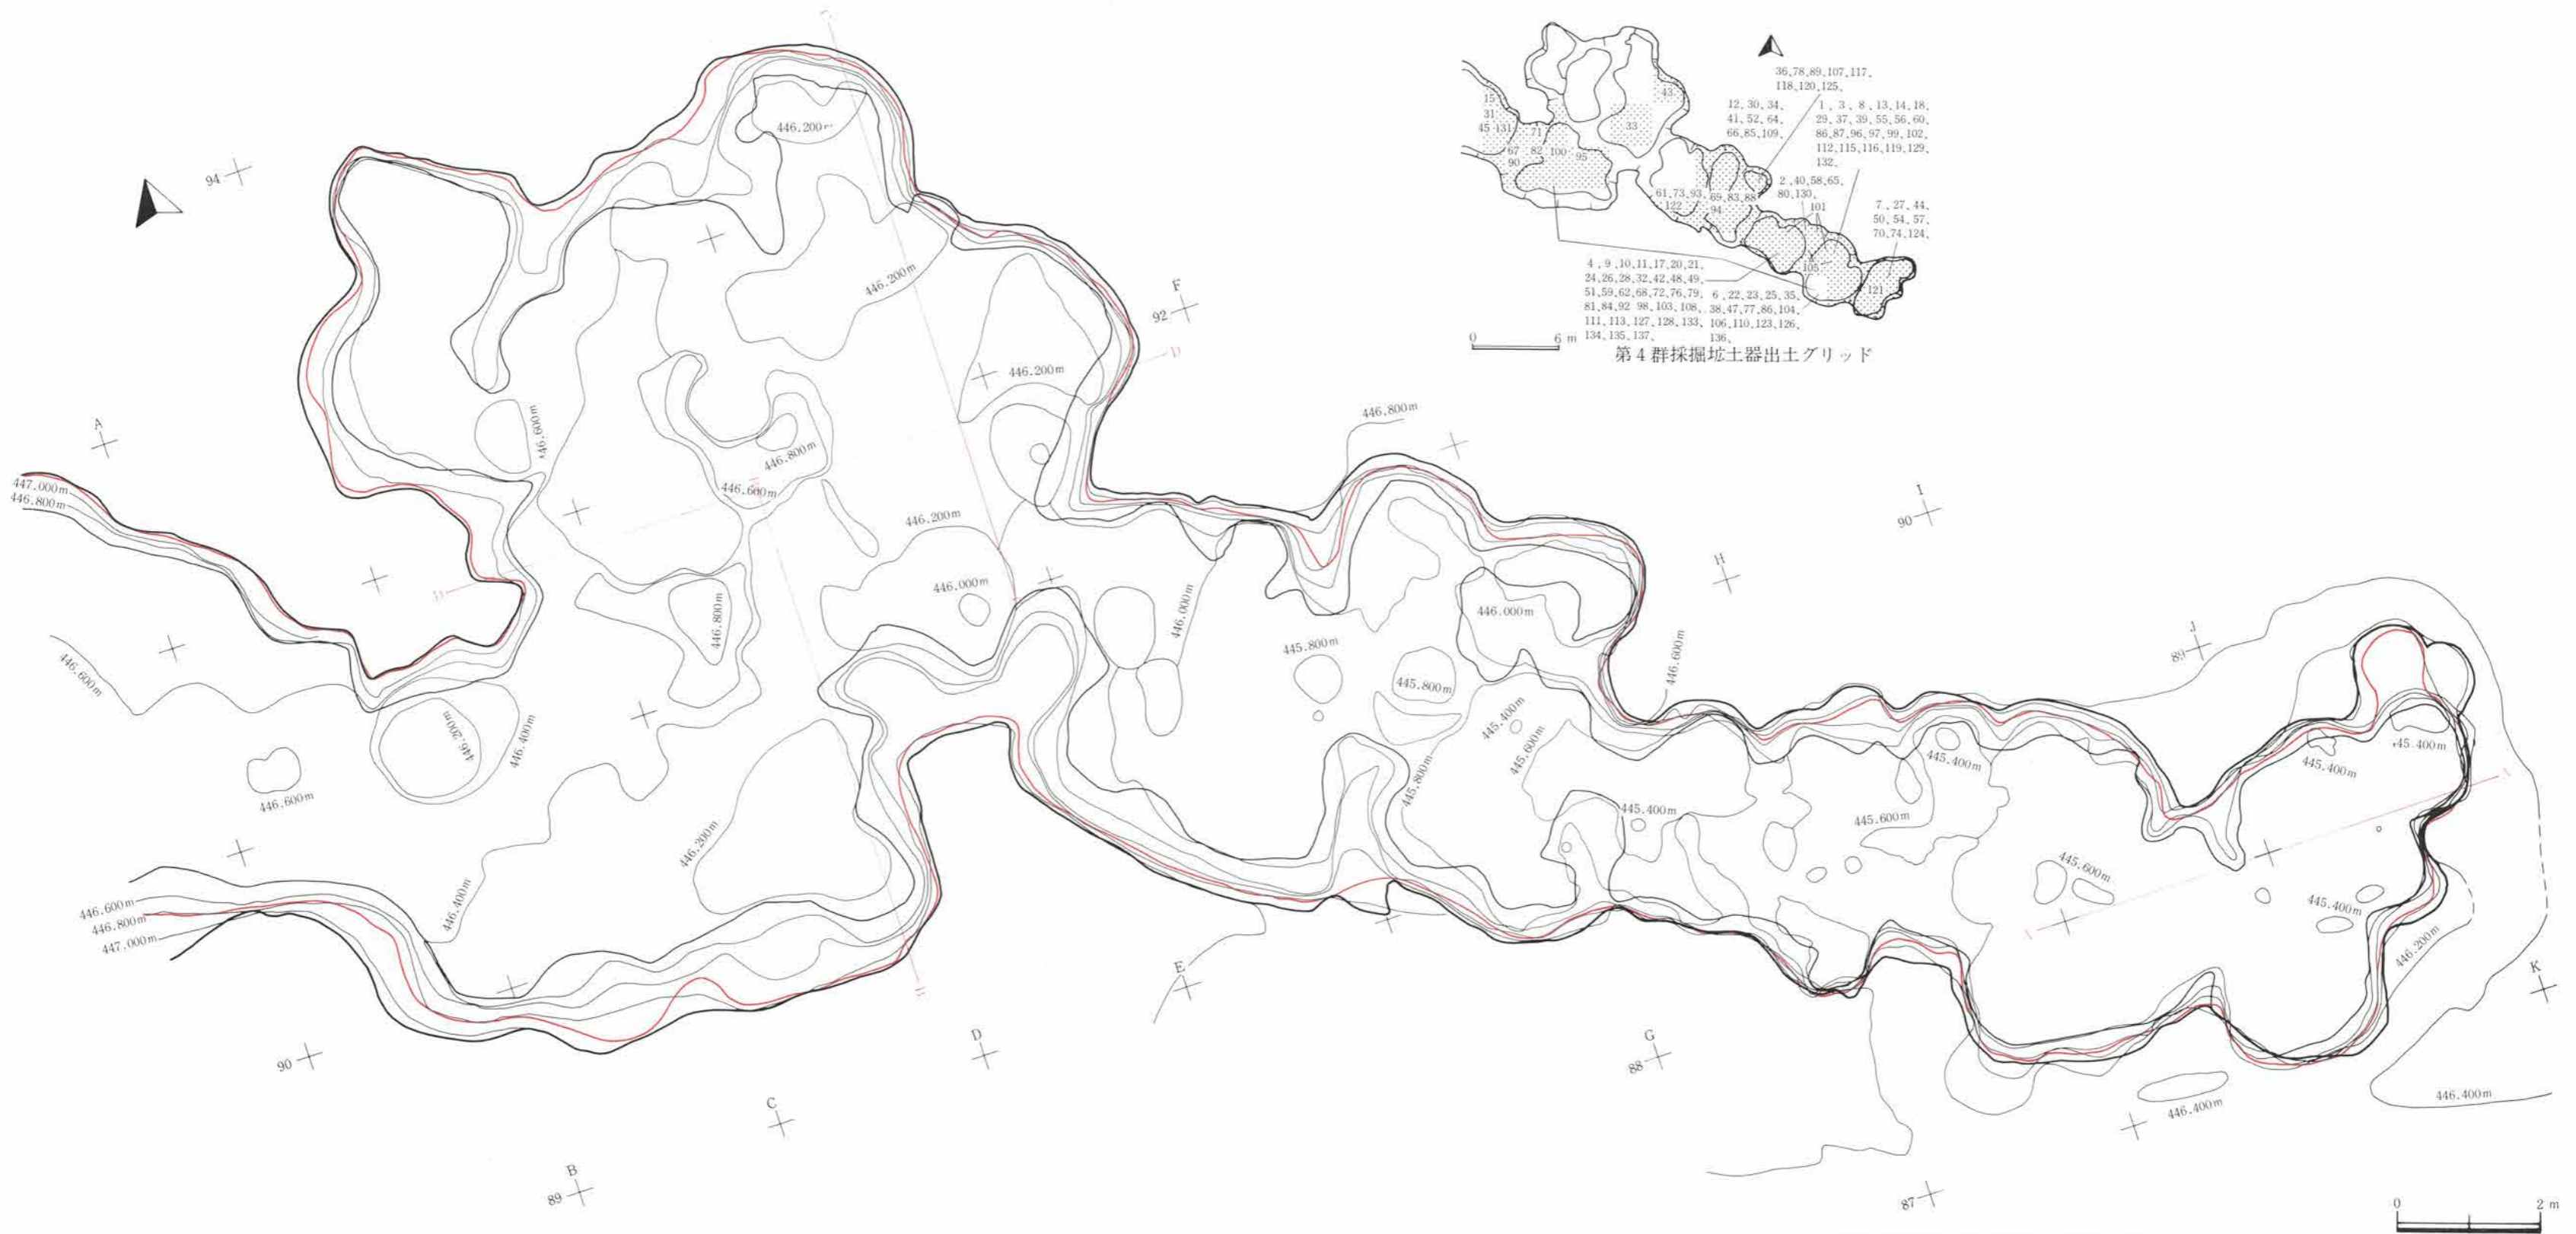 36,78,89,107,117,
118,120,125,
12,30,34,
41,52,64,
66,85,109,
1,3,8,13,14,18,
29,37,39,55,56,60,
86,87,96,97,99,102,
112,115,116,119,129,
132,
2,40,58,65,
80,130,
101
7,27,44,
50,54,57,
70,74,124,
15
31
45 131
71
67
90
82
100
95
43
33
61,73,93,
122
69,83,88
94
105
121
4,9,10,11,17,20,21,
24,26,28,32,42,48,49,
51,59,62,68,72,76,79,
81,84,92 98,103,108,
111,113,127,128,133,
134,135,137,
6,22,23,25,35,
38,47,77,86,104,
106,110,123,126,
136,
0 6 m
第4群採掘坑土器出土グリッド
94
446.200m
446.200m
F
92
D
446.200m
446.800m
A
446.600m
446.800m
446.600m
447.000m
446.800m
446.200m
I
90
446.000m
446.000m
446.000m
H
D
446.800m
445.800m
445.800m
446.600m
J
89
446.600m
446.200m
446.400m
446.600m
445.400m
445.600m
445.800m
445.400m
445.400m
445.400m
445.400m
446.200m
445.400m
445.600m
445.600m
445.400m
A
A
446.400m
446.600m
446.800m
447.000m
446.200m
E
K
90
D
G
88
446.400m
446.400m
C
B
89
87
0 2 m